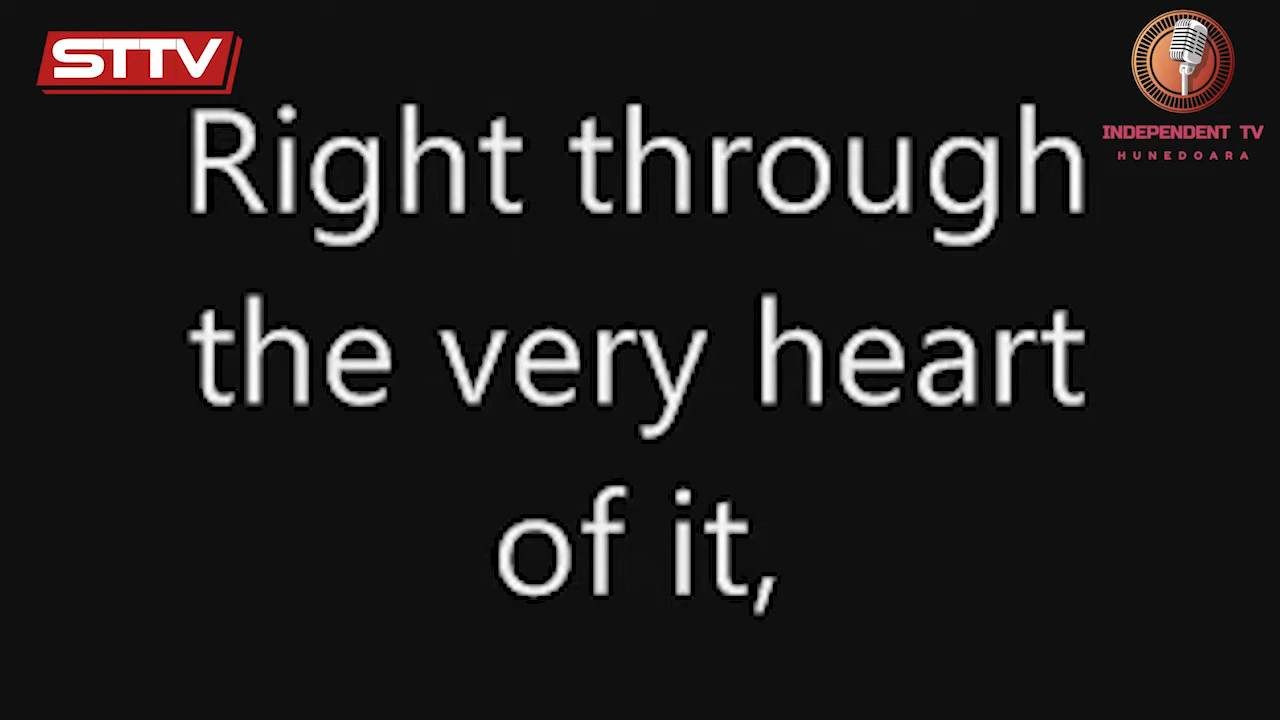 STTV
INDEPENDENT TV
HUNEDOARA
Right through
the very heart
of it,